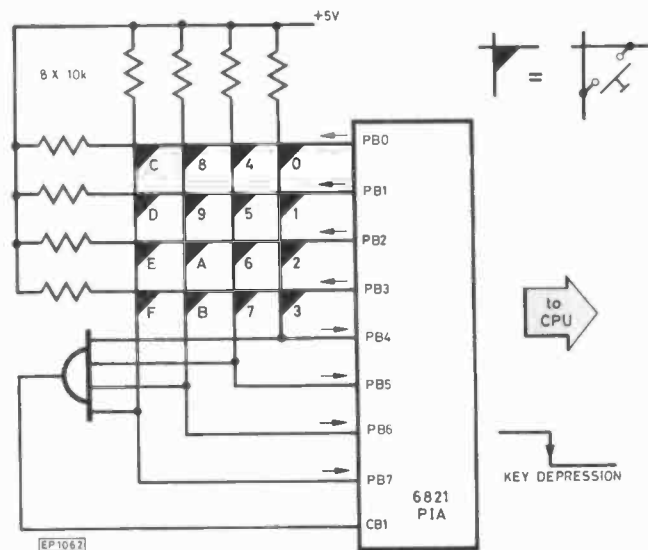 +5V
8 X 10k
=
PB0
C 8 4 0
PB1
D 9 5 1
PB2
E A 6 2
PB3
F B 7 3
PB4
to
CPU
PB5
PB6
KEY DEPRESSION
PB7
6821
PIA
CB1
EP1062